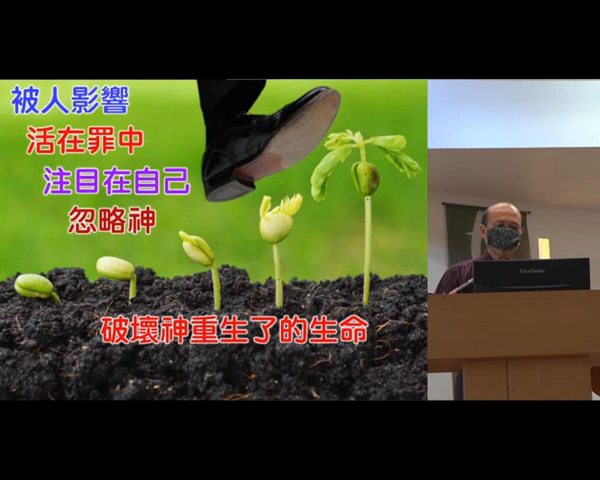 被人影響
活在罪中
注目在自己
忽略神
破壞神重生了的生命
ViewSonic